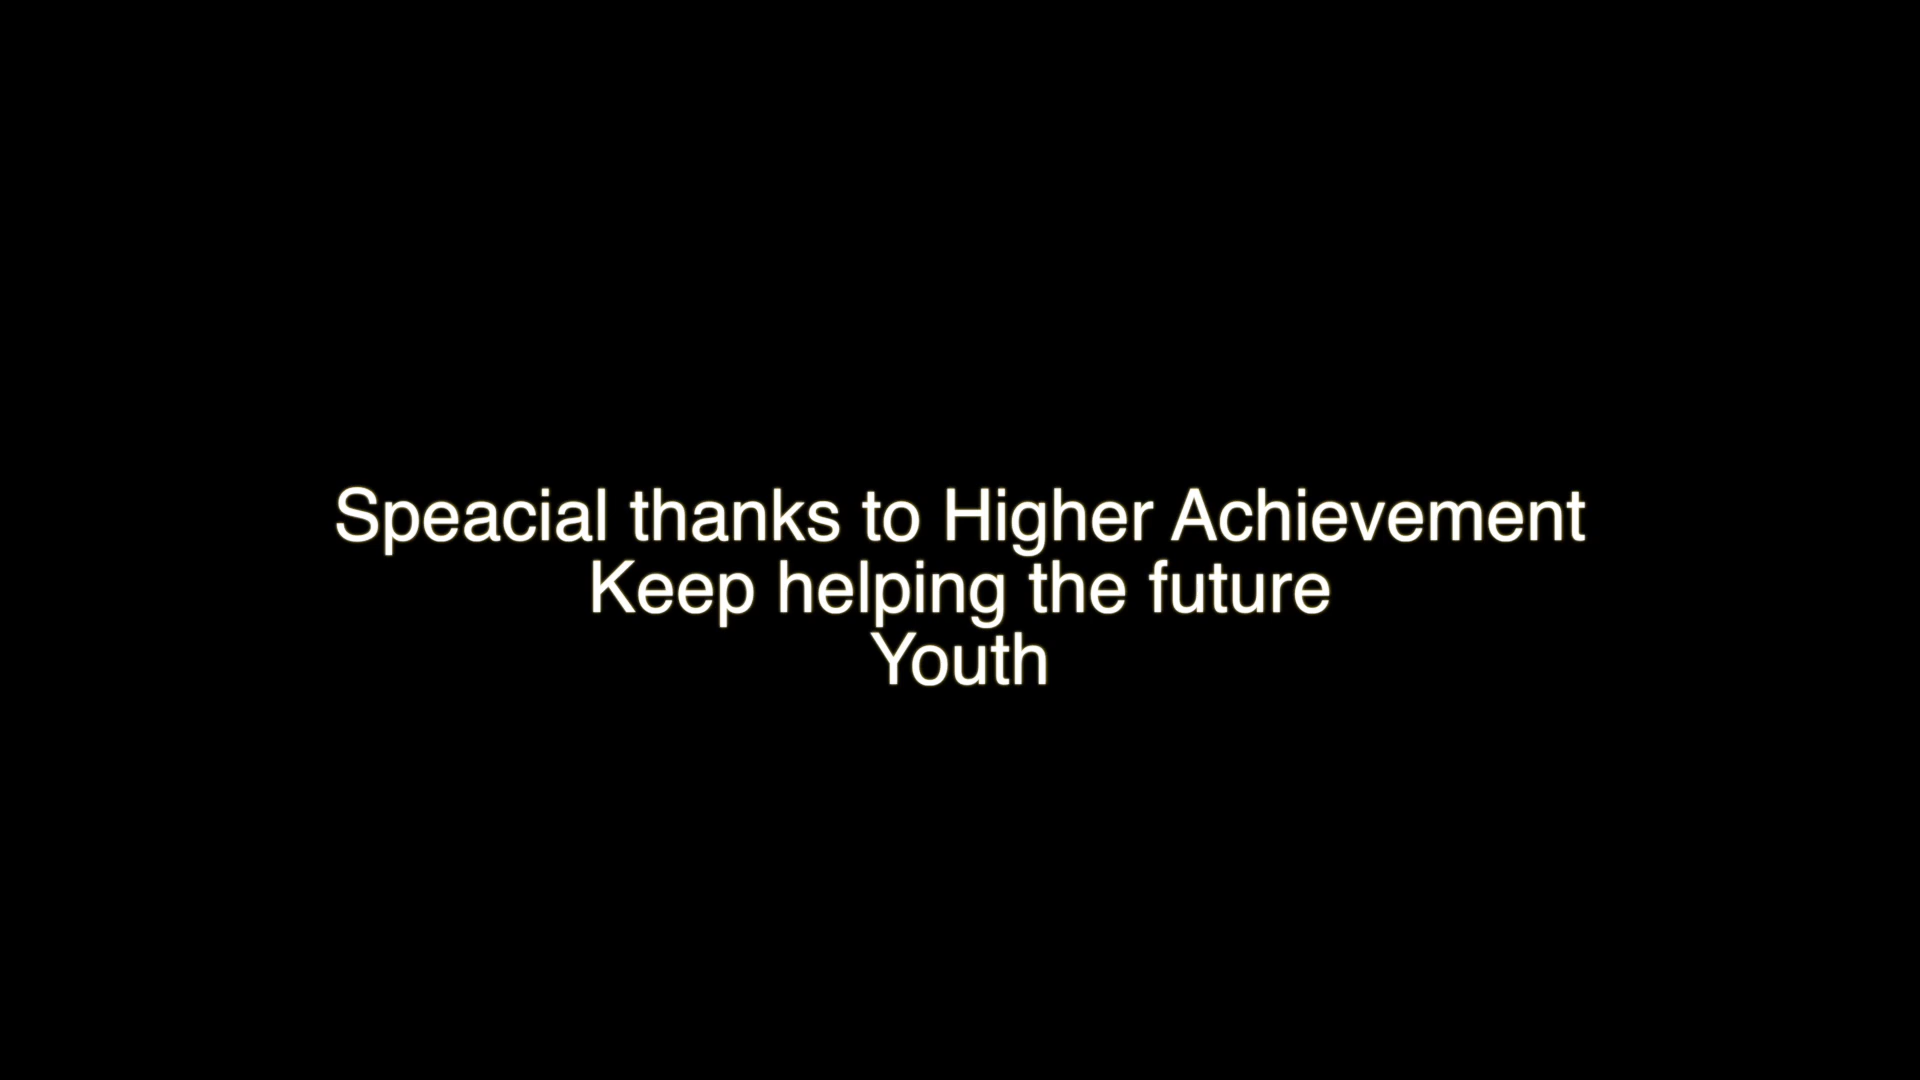 Speacial thanks to Higher Achievement
Keep helping the future
Youth